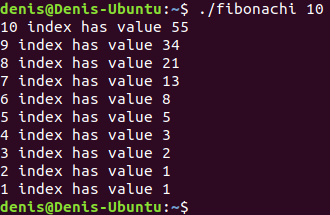 denis@Denis-Ubuntu:~$ ./fibonachi 10
10 index has value 55
9 index has value 34
8 index has value 21
7 index has value 13
6 index has value 8
5 index has value 5
4 index has value 3
3 index has value 2
2 index has value 1
1 index has value 1
denis@Denis-Ubuntu:~$